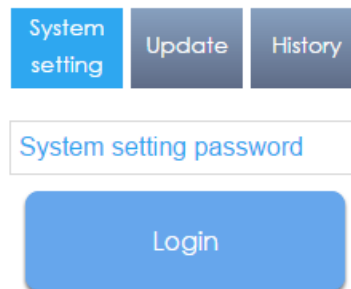 System
setting
Update
History
System setting password
Login